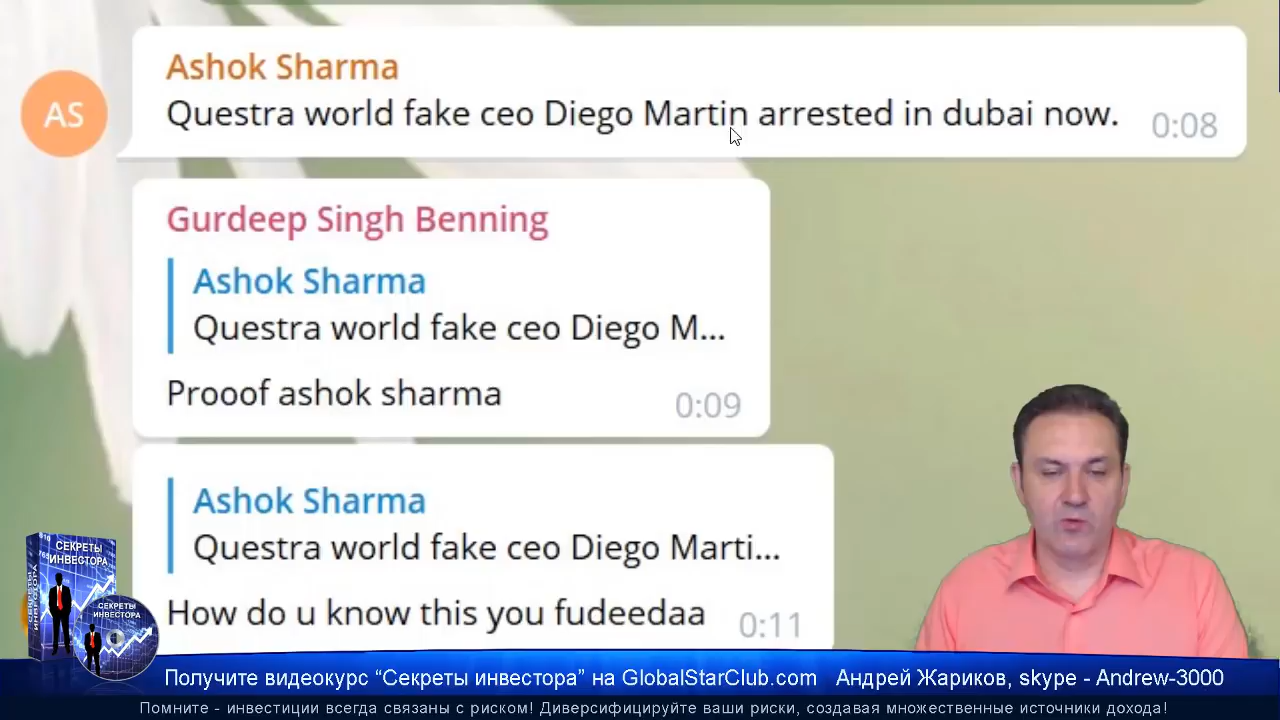 Ashok Sharma
AS
Questra world fake ceo Diego Martin arrested in dubai now.
0:08
Gurdeep Singh Benning
Ashok Sharma
Questra world fake ceo Diego M...
Prooof ashok sharma
0:09
Ashok Sharma
Questra world fake ceo Diego Marti...
How do u know this you fudeedaa
0:11
СЕКРЕТЫ
ИНВЕСТОРА
СЕКРЕТЫ
ИНВЕСТОРА
Получите видеокурс “Секреты инвестора” на GlobalStarClub.com Андрей Жариков, skype - Andrew-3000
Помните - инвестиции всегда связаны с риском! Диверсифицируйте ваши риски, создавая множественные источники дохода!